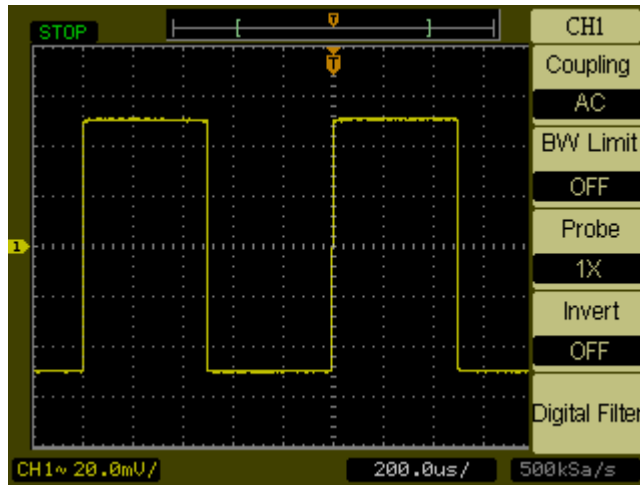 STOP
T
T
1
CH1
Coupling
AC
BW Limit
OFF
Probe
1X
Invert
OFF
Digital Filter
CH1~ 20.0mV/
200.0us/
500kSa/s